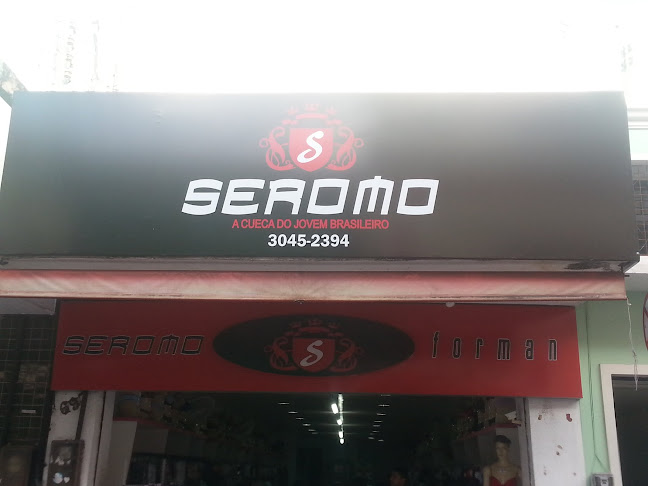 S
SEROMO
A CUECA DO JOVEM BRASILEIRO
3045-2394
SEROMO S forman